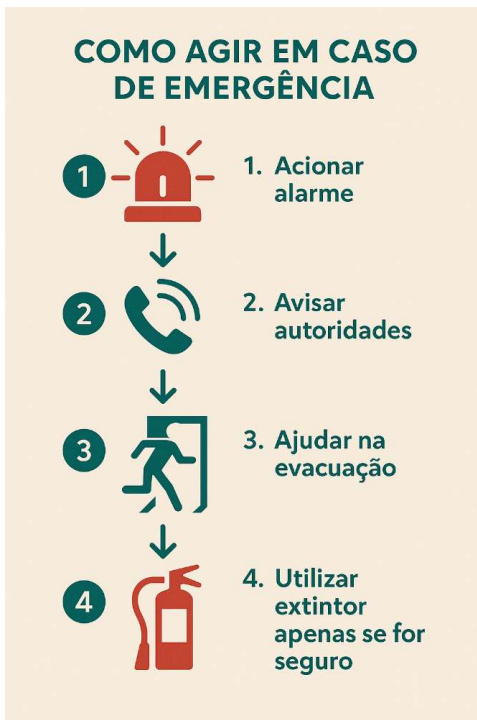 COMO AGIR EM CASO
DE EMERGÊNCIA
1
1. Acionar
alarme
2
2. Avisar
autoridades
3
3. Ajudar na
evacuação
4
4. Utilizar
extintor
apenas se for
seguro